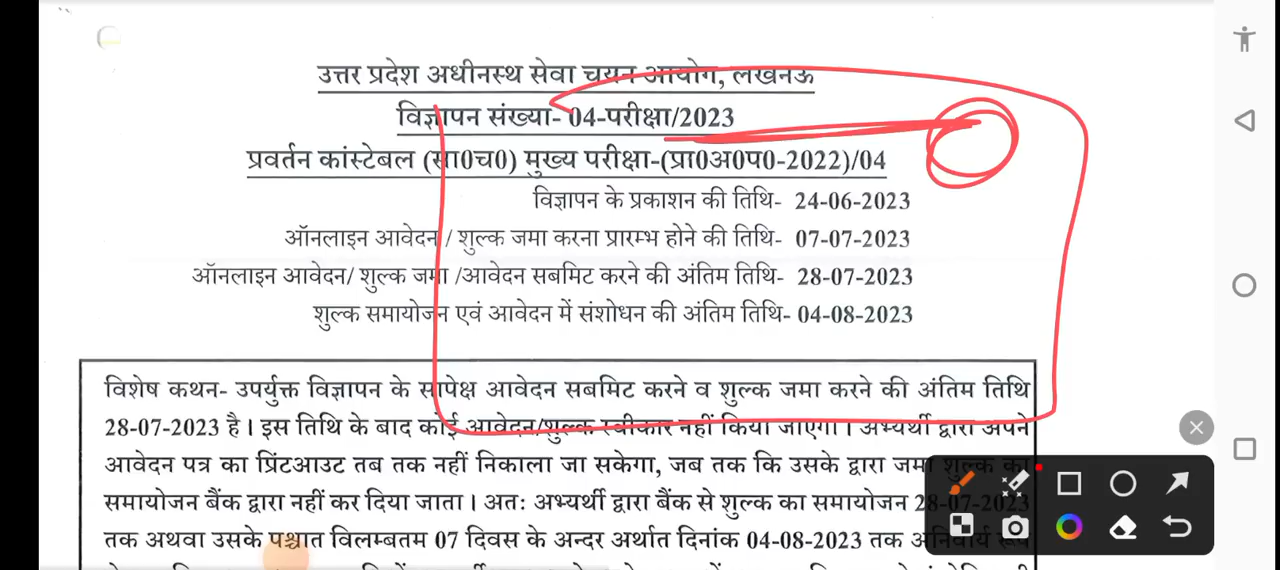 उत्तर प्रदेश अधीनस्थ सेवा चयन आयोग, लखनऊ
विज्ञापन संख्या- 04-परीक्षा/2023
प्रवर्तन कांस्टेबल (सा0च0) मुख्य परीक्षा-(प्रा0अ0प0-2022)/04
विज्ञापन के प्रकाशन की तिथि- 24-06-2023
ऑनलाइन आवेदन / शुल्क जमा करना प्रारम्भ होने की तिथि- 07-07-2023
ऑनलाइन आवेदन/ शुल्क जमा /आवेदन सबमिट करने की अंतिम तिथि- 28-07-2023
शुल्क समायोजन एवं आवेदन में संशोधन की अंतिम तिथि- 04-08-2023
विशेष कथन- उपर्युक्त विज्ञापन के सापेक्ष आवेदन सबमिट करने व शुल्क जमा करने की अंतिम तिथि
28-07-2023 है। इस तिथि के बाद कोई आवेदन/शुल्क स्वीकार नहीं किया जाएगा। अभ्यर्थी द्वारा अपने
आवेदन पत्र का प्रिंटआउट तब तक नहीं निकाला जा सकेगा, जब तक कि उसके द्वारा जमा शुल्क का
समायोजन बैंक द्वारा नहीं कर दिया जाता। अतः अभ्यर्थी द्वारा बैंक से शुल्क का समायोजन 28-07-2023
तक अथवा उसके पश्चात विलम्बतम 07 दिवस के अन्दर अर्थात दिनांक 04-08-2023 तक अनिवार्य रूप